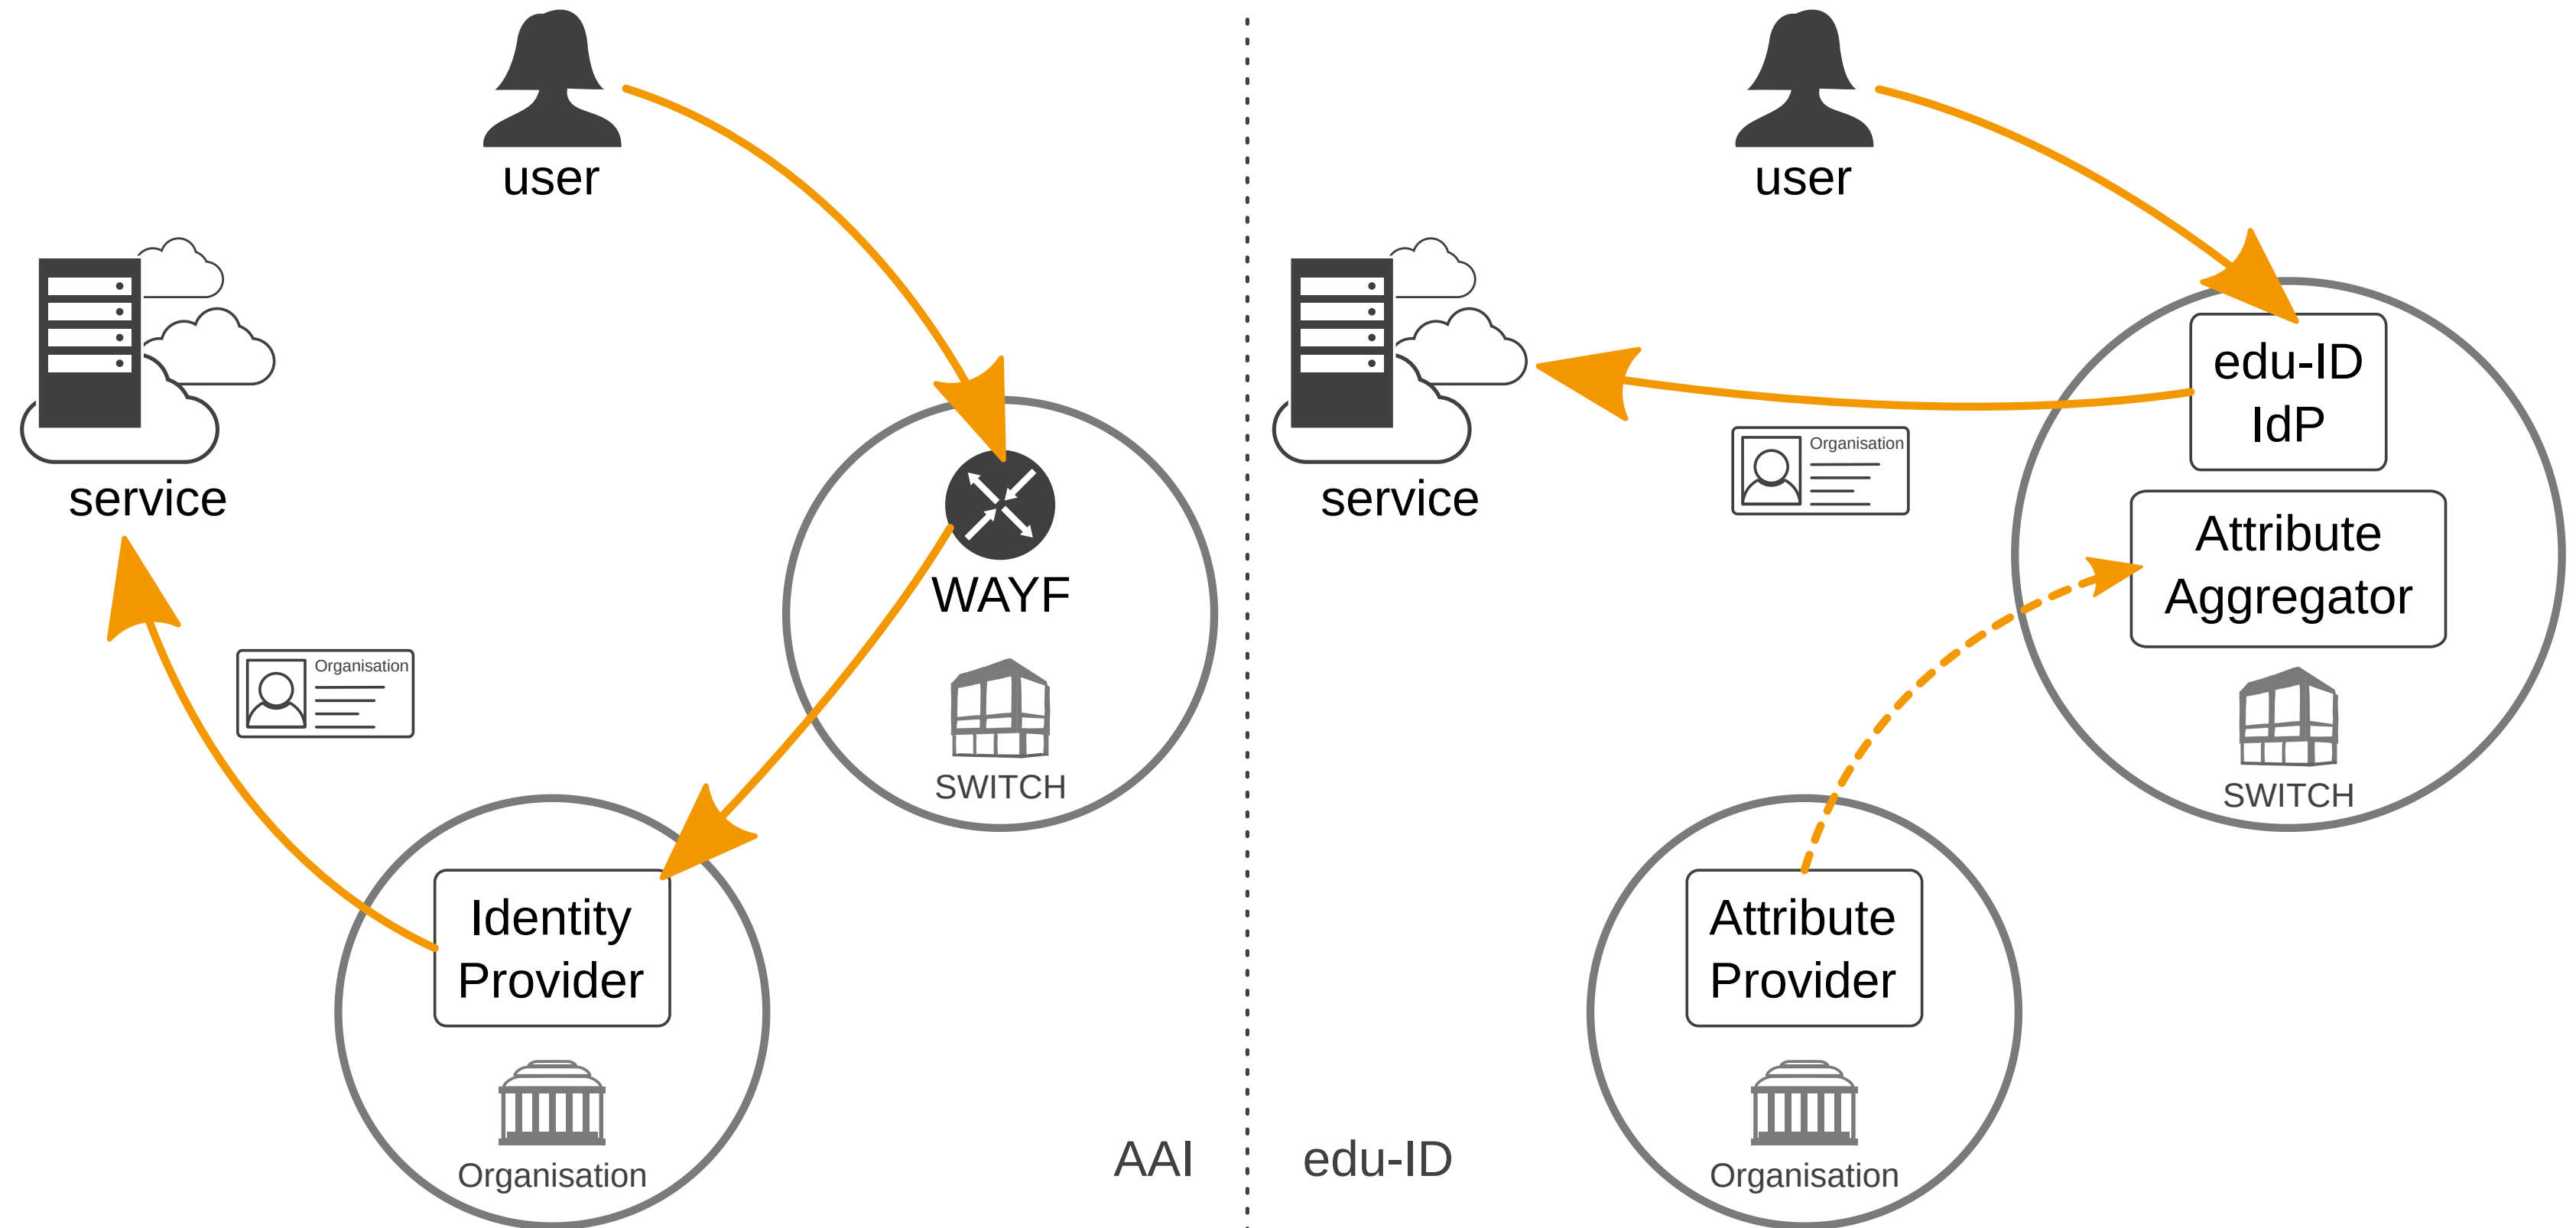 user
service
Organisation
WAYF
SWITCH
Identity
Provider
Organisation
AAI
user
service
Organisation
edu-ID
IdP
Attribute
Aggregator
SWITCH
Attribute
Provider
Organisation
edu-ID